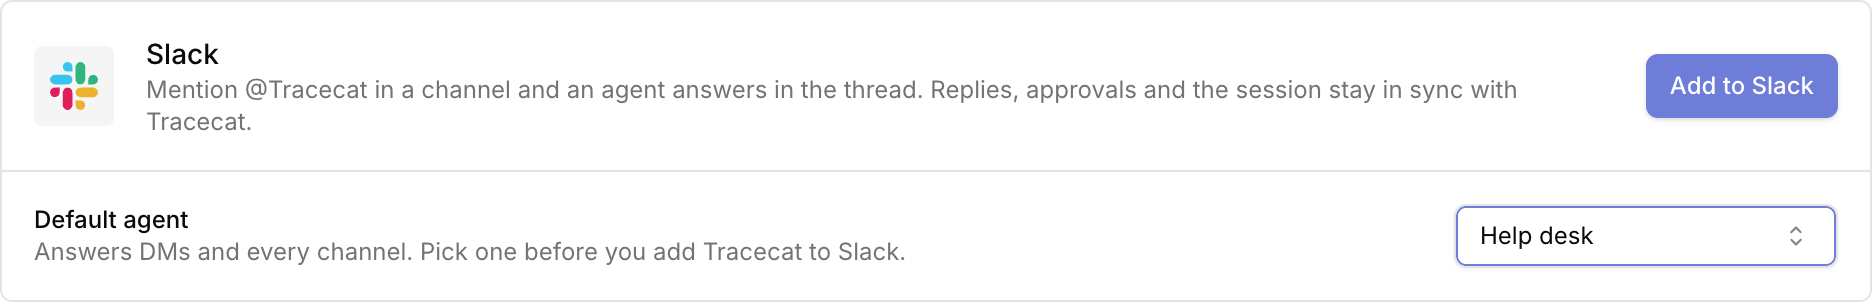 Slack
Mention @Tracecat in a channel and an agent answers in the thread. Replies, approvals and the session stay in sync with
Tracecat.
Add to Slack
Default agent
Answers DMs and every channel. Pick one before you add Tracecat to Slack.
Help desk